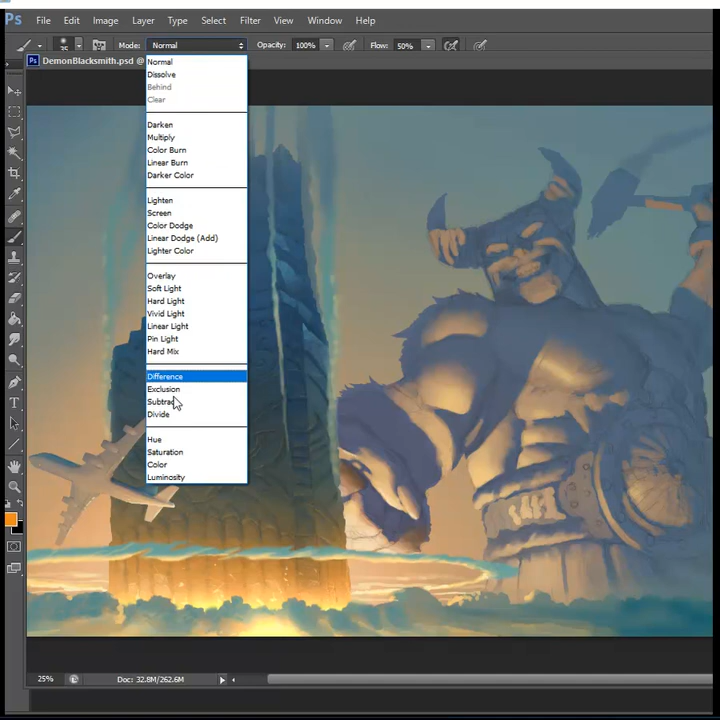 Ps File Edit Image Layer Type Select Filter View Window Help
35 Mode: Normal Opacity: 100% Flow: 50%
Ps DemonBlacksmith.psd @
Normal
Dissolve
Behind
Clear
Darken
Multiply
Color Burn
Linear Burn
Darker Color
Lighten
Screen
Color Dodge
Linear Dodge (Add)
Lighter Color
Overlay
Soft Light
Hard Light
Vivid Light
Linear Light
Pin Light
Hard Mix
Difference
Exclusion
Subtrac
Divide
Hue
Saturation
Color
Luminosity
25% Doc: 32.8M/262.6M